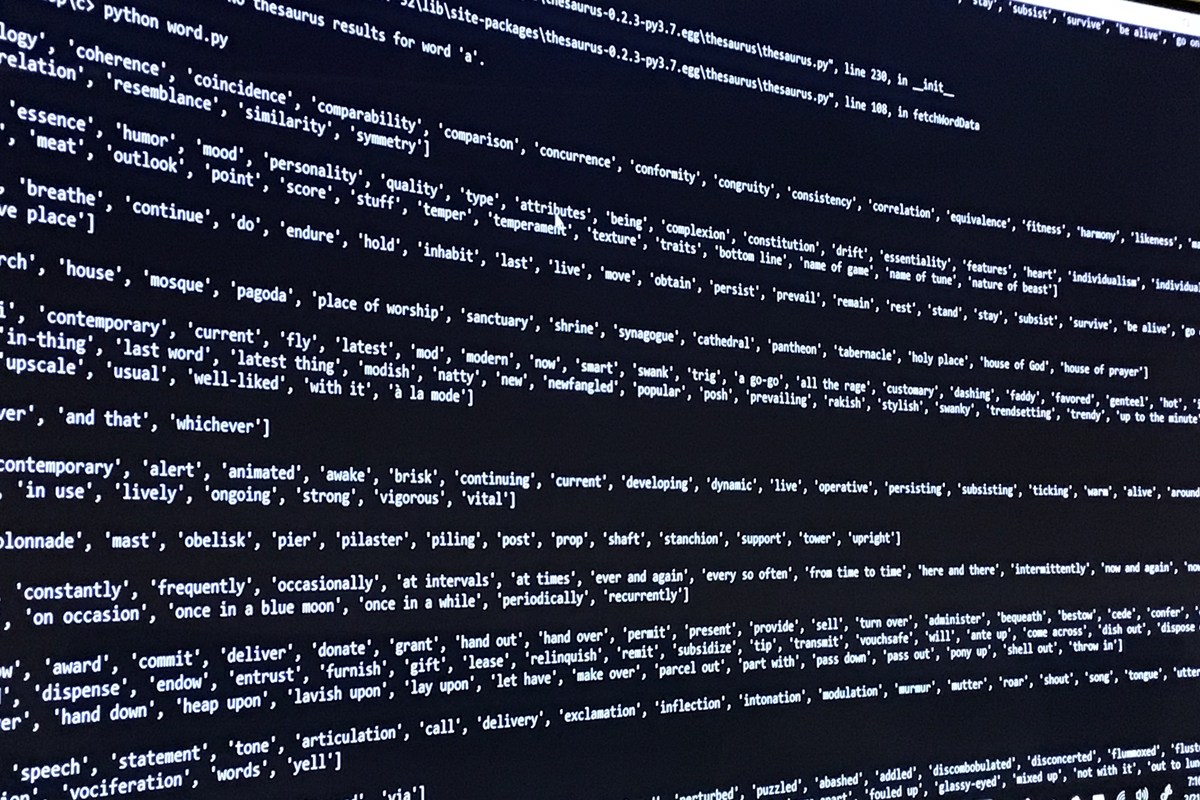 'stay', 'subsist', 'survive', 'be alive', 'go on
thesaurus-0.2.3-py3.7.egg\thesaurus\thesaurus.py", line 230, in __init__
32\lib\site-packages\thesaurus-0.2.3-py3.7.egg\thesaurus\thesaurus.py", line 108, in fetchWordData
no thesaurus results for word 'a'.
> python word.py
logy', 'coherence', 'coincidence', 'comparability', 'comparison', 'concurrence', 'conformity', 'congruity', 'consistency', 'correlation', 'equivalence', 'fitness', 'harmony', 'likeness',
relation', 'resemblance', 'similarity', 'symmetry']
'essence', 'humor', 'mood', 'personality', 'quality', 'type', 'attributes', 'being', 'complexion', 'constitution', 'drift', 'essentiality', 'features', 'heart', 'individualism',
', 'meat', 'outlook', 'point', 'score', 'stuff', 'temper', 'temperament', 'texture', 'traits', 'bottom line', 'name of game', 'name of tune', 'nature of beast']
, 'breathe', 'continue', 'do', 'endure', 'hold', 'inhabit', 'last', 'live', 'move', 'obtain', 'persist', 'prevail', 'remain', 'rest', 'stand', 'stay', 'subsist', 'survive', 'be alive', 'go
ve place']
rch', 'house', 'mosque', 'pagoda', 'place of worship', 'sanctuary', 'shrine', 'synagogue', 'cathedral', 'pantheon', 'tabernacle', 'holy place', 'house of God', 'house of prayer']
i', 'contemporary', 'current', 'fly', 'latest', 'mod', 'modern', 'now', 'smart', 'swank', 'trig', 'a go-go', 'all the rage', 'customary', 'dashing', 'faddy', 'favored', 'genteel', 'hot',
'in-thing', 'last word', 'latest thing', 'modish', 'natty', 'new', 'newfangled', 'popular', 'posh', 'prevailing', 'rakish', 'stylish', 'swanky', 'trendsetting', 'trendy', 'up to the minute'
'upscale', 'usual', 'well-liked', 'with it', 'à la mode']
ver', 'and that', 'whichever']
contemporary', 'alert', 'animated', 'awake', 'brisk', 'continuing', 'current', 'developing', 'dynamic', 'live', 'operative', 'persisting', 'subsisting', 'ticking', 'warm', 'alive', 'around
, 'in use', 'lively', 'ongoing', 'strong', 'vigorous', 'vital']
olonnade', 'mast', 'obelisk', 'pier', 'pilaster', 'piling', 'post', 'prop', 'shaft', 'stanchion', 'support', 'tower', 'upright']
'constantly', 'frequently', 'occasionally', 'at intervals', 'at times', 'ever and again', 'every so often', 'from time to time', 'here and there', 'intermittently', 'now and again',
, 'on occasion', 'once in a blue moon', 'once in a while', 'periodically', 'recurrently']
ow', 'award', 'commit', 'deliver', 'donate', 'grant', 'hand out', 'hand over', 'permit', 'present', 'provide', 'sell', 'turn over', 'administer', 'bequeath', 'bestow', 'cede', 'confer',
', 'dispense', 'endow', 'entrust', 'furnish', 'gift', 'lease', 'relinquish', 'remit', 'subsidize', 'tip', 'transmit', 'vouchsafe', 'will', 'ante up', 'come across', 'dish out', 'dispose
ver', 'hand down', 'heap upon', 'lavish upon', 'lay upon', 'let have', 'make over', 'parcel out', 'part with', 'pass down', 'pass out', 'pony up', 'shell out', 'throw in']
'speech', 'statement', 'tone', 'articulation', 'call', 'delivery', 'exclamation', 'inflection', 'intonation', 'modulation', 'murmur', 'mutter', 'roar', 'shout', 'song', 'tongue',
ion', 'vociferation', 'words', 'yell']
'via']
perturbed', 'puzzled', 'abashed', 'addled', 'discombobulated', 'disconcerted', 'flummoxed',
'fouled up', 'glassy-eyed', 'mixed up', 'not with it',